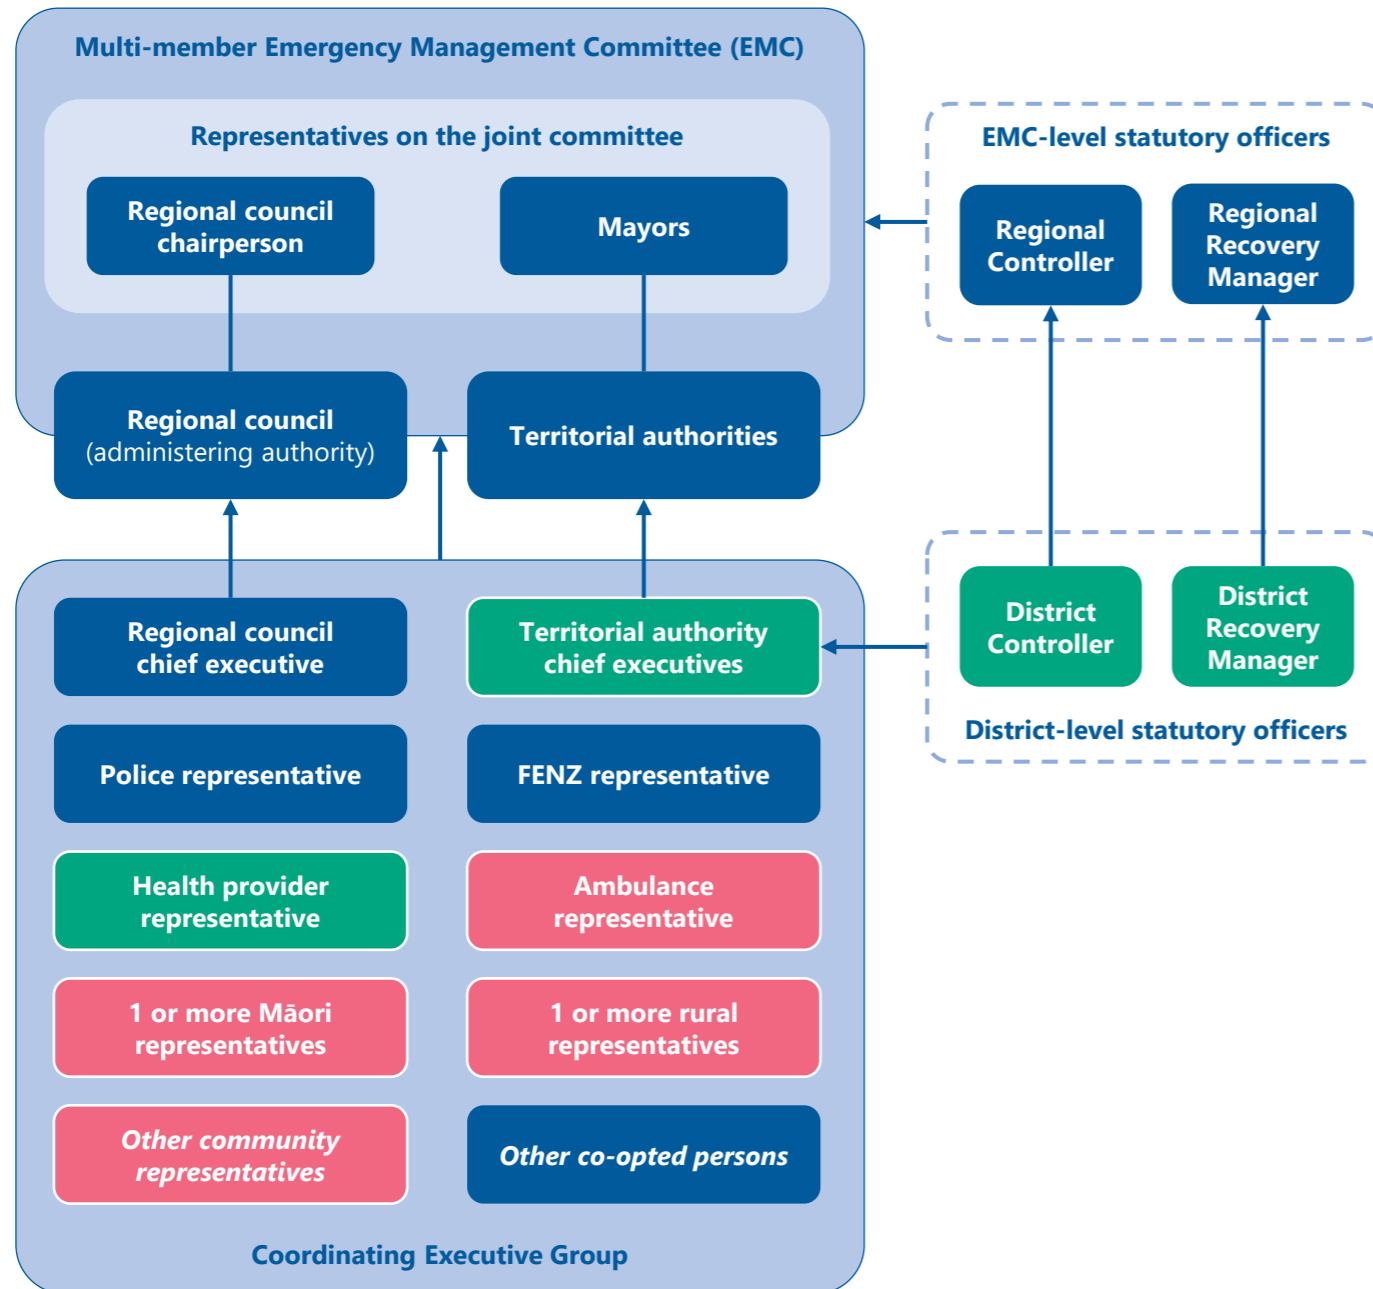 Multi-member Emergency Management Committee (EMC)
Representatives on the joint committee
Regional council
chairperson
Mayors
Regional council
(administering authority)
Territorial authorities
EMC-level statutory officers
Regional
Controller
Regional
Recovery
Manager
District
Controller
District
Recovery
Manager
District-level statutory officers
Regional council
chief executive
Territorial authority
chief executives
Police representative
FENZ representative
Health provider
representative
Ambulance
representative
1 or more Māori
representatives
1 or more rural
representatives
Other community
representatives
Other co-opted persons
Coordinating Executive Group